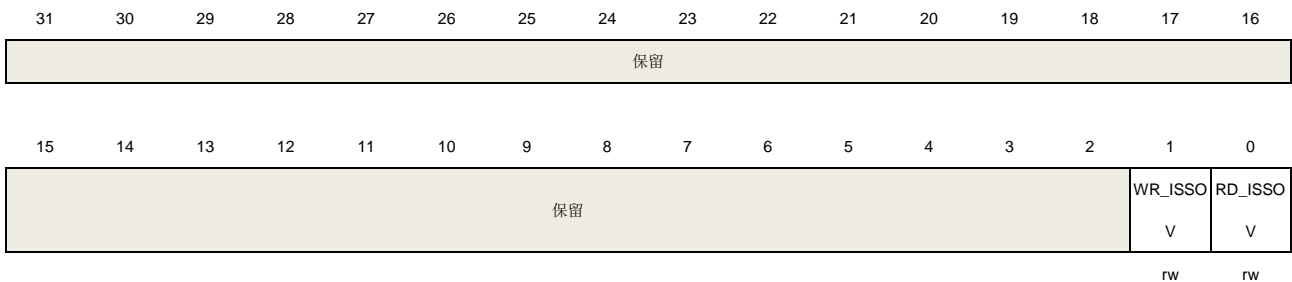 31 30 29 28 27 26 25 24 23 22 21 20 19 18 17 16
保留
15 14 13 12 11 10 9 8 7 6 5 4 3 2 1 0
保留
WR_ISSO RD_ISSO
V V
rw rw